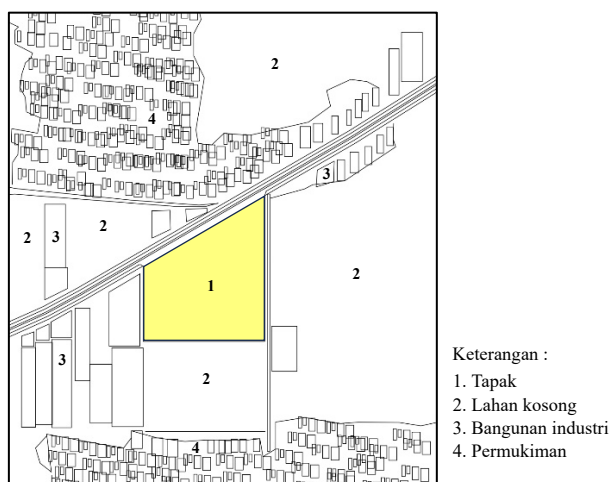 2
4
3
2
3
2
1
2
3
2
4
Keterangan :
1. Tapak
2. Lahan kosong
3. Bangunan industri
4. Permukiman